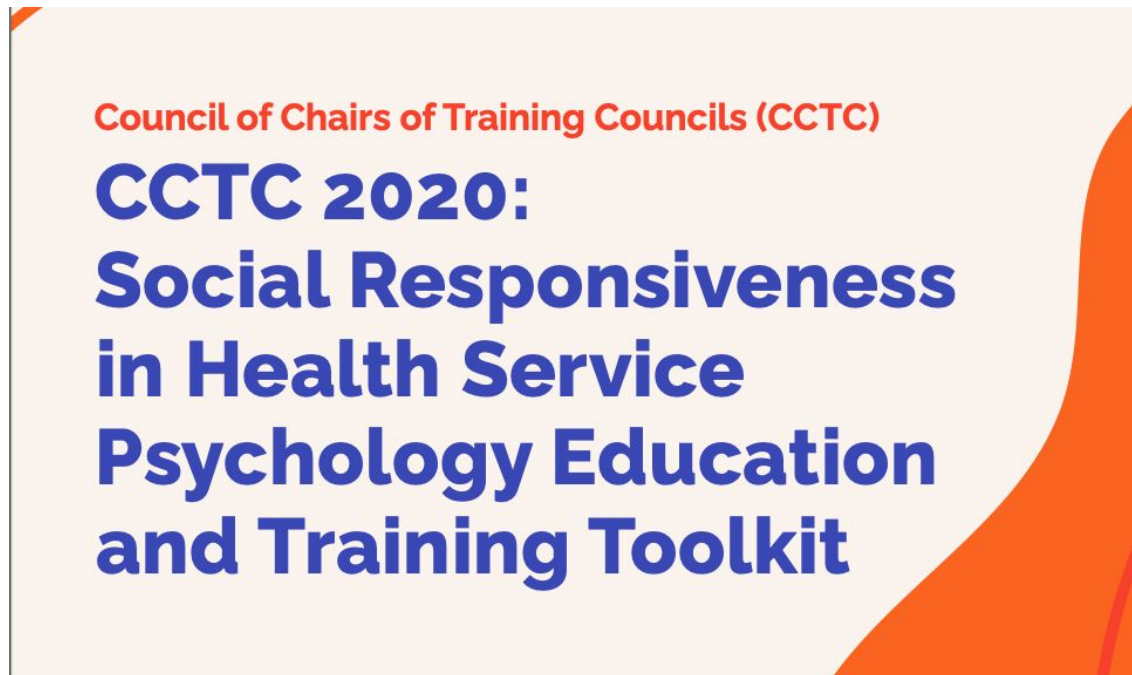 Council of Chairs of Training Councils (CCTC)
CCTC 2020:
Social Responsiveness
in Health Service
Psychology Education
and Training Toolkit